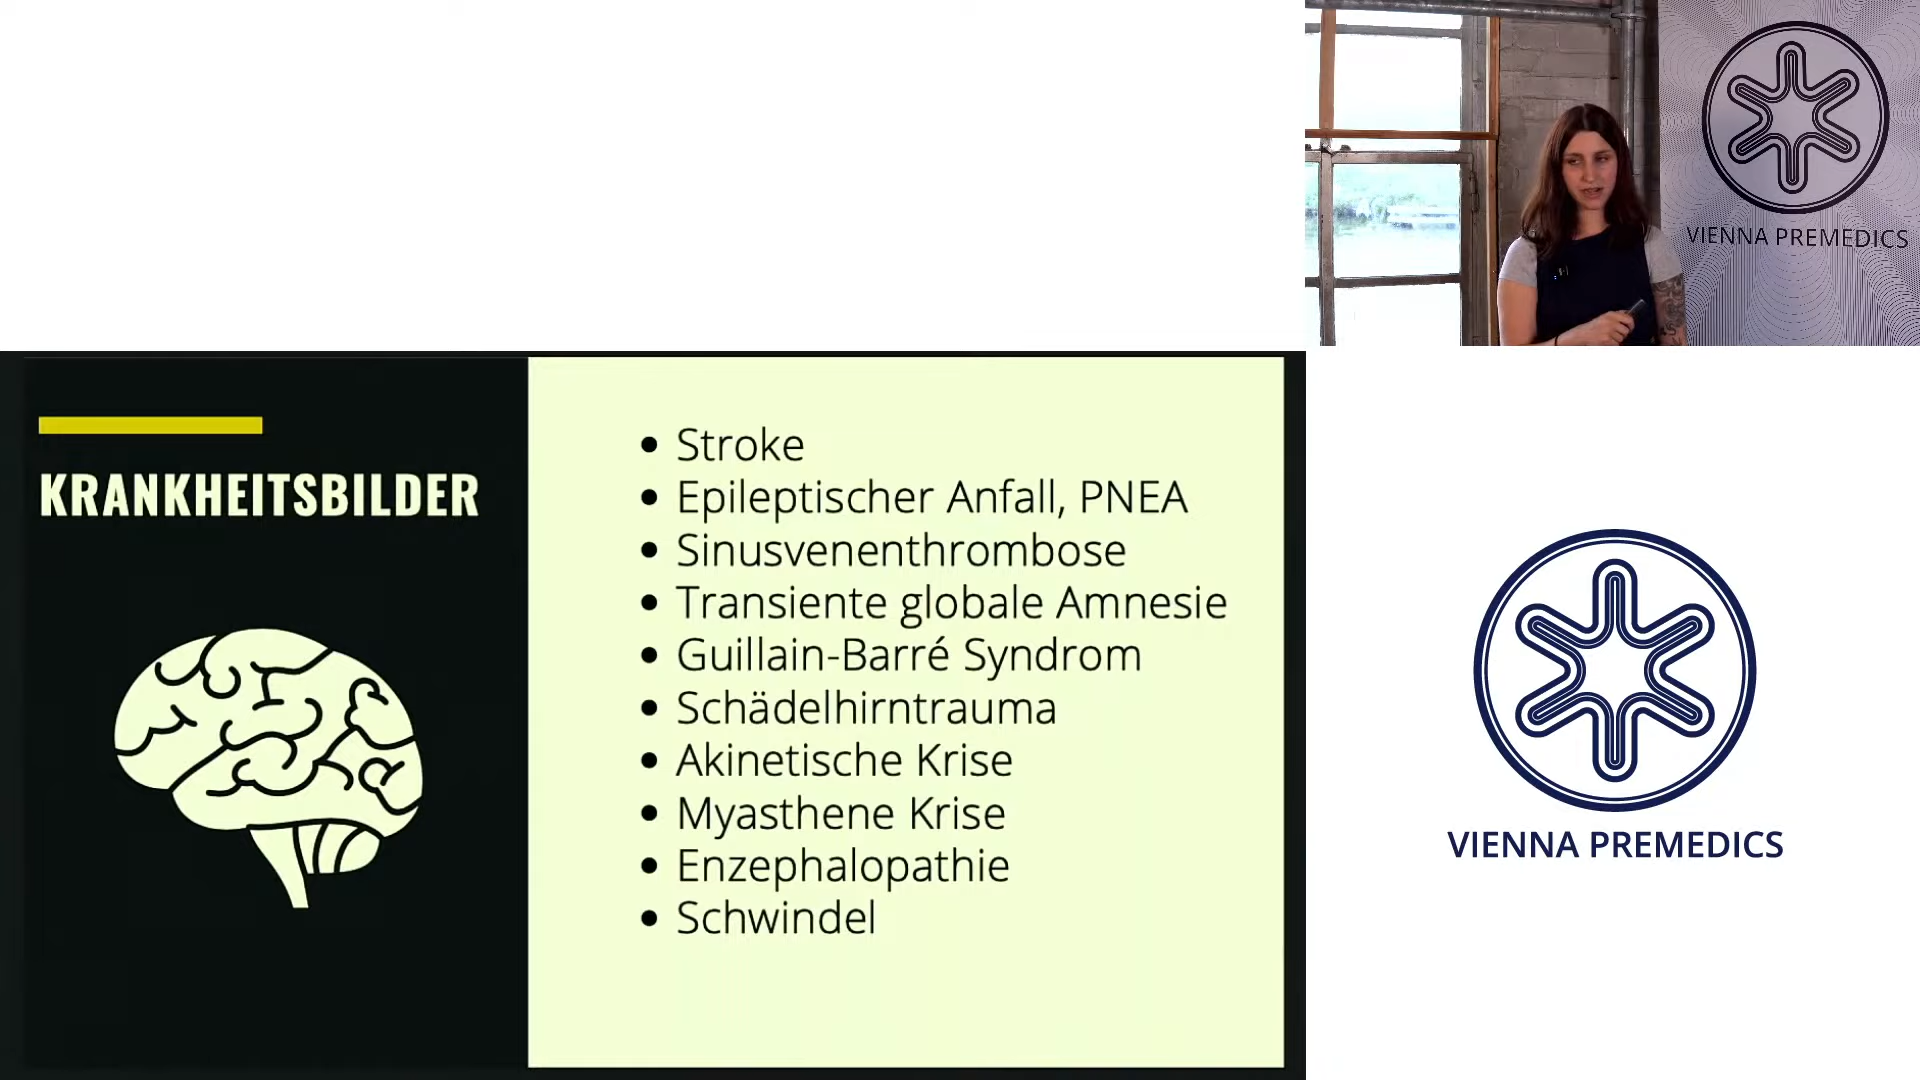 VIENNA PREMEDICS
KRANKHEITSBILDER
• Stroke
• Epileptischer Anfall, PNEA
• Sinusvenenthrombose
• Transiente globale Amnesie
• Guillain-Barré Syndrom
• Schädelhirntrauma
• Akinetische Krise
• Myasthene Krise
• Enzephalopathie
• Schwindel
VIENNA PREMEDICS